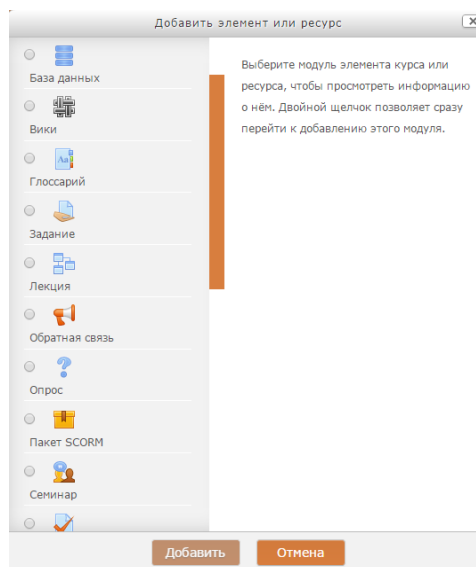 Добавить элемент или ресурс
База данных
Вики
Глоссарий
Задание
Лекция
Обратная связь
Опрос
Пакет SCORM
Семинар
Выберите модуль элемента курса или
ресурса, чтобы просмотреть информацию
о нём. Двойной щелчок позволяет сразу
перейти к добавлению этого модуля.
Добавить
Отмена